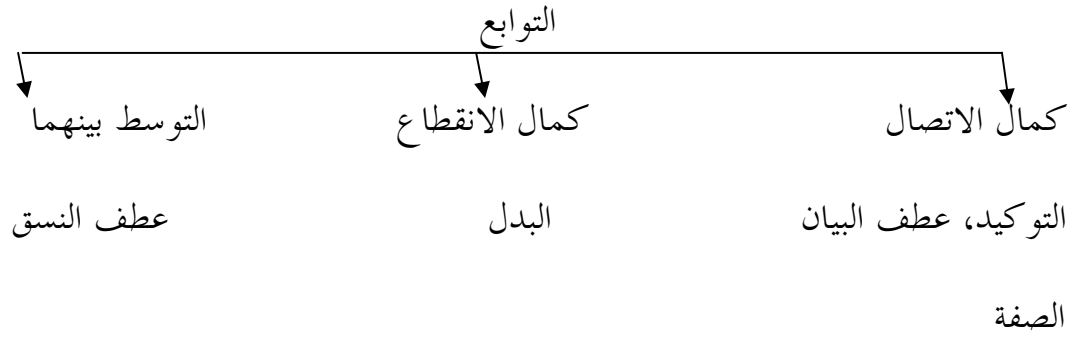 التوابع
كمال الاتصال كمال الانقطاع التوسط بينهما
التوكيد، عطف البيان البدل عطف النسق
الصفة